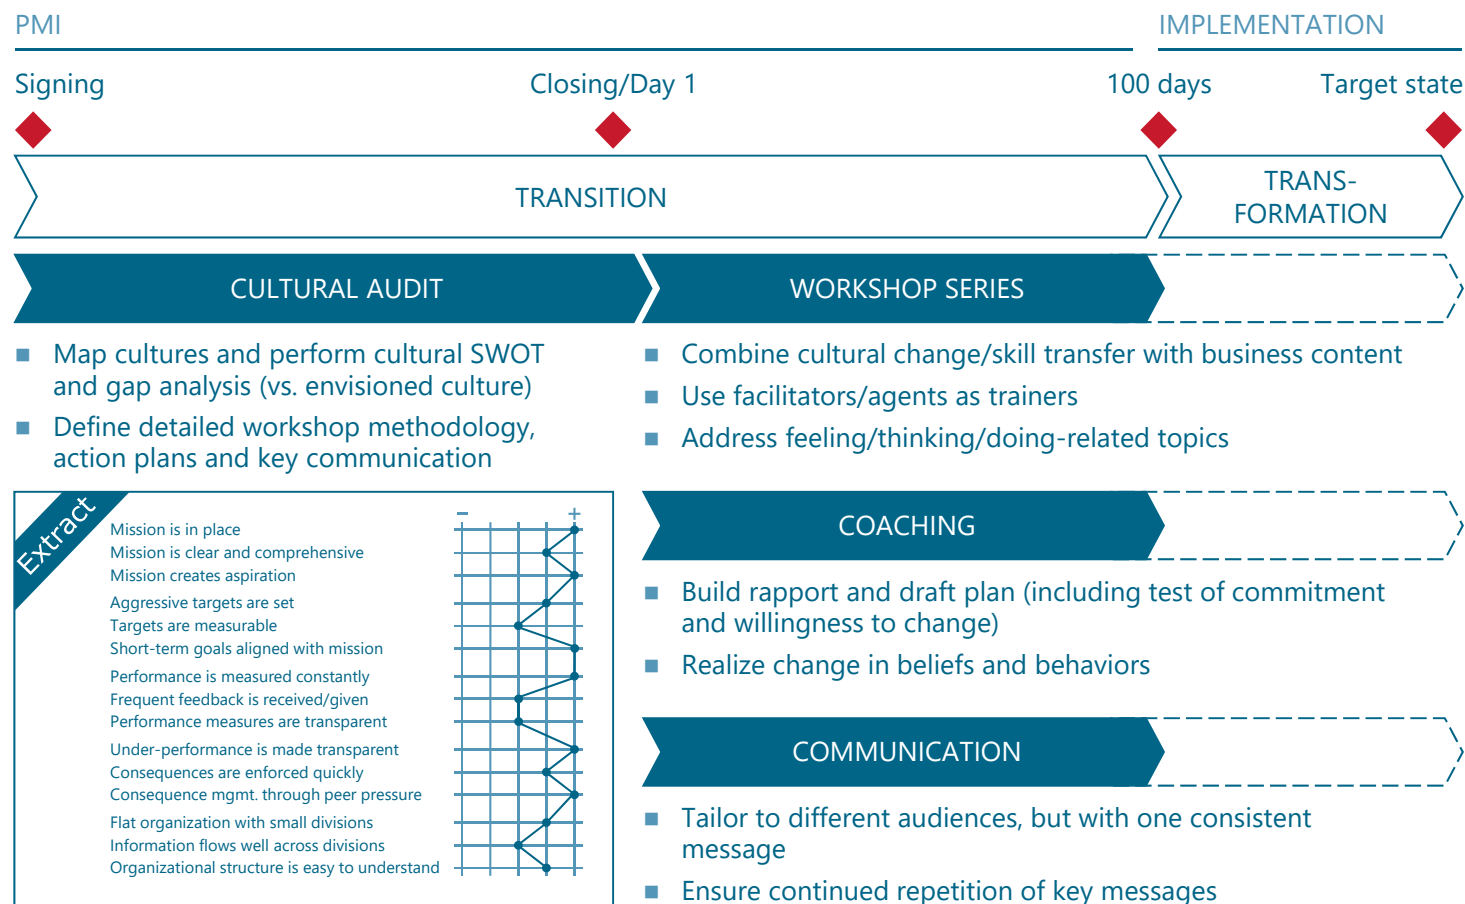 PMI
IMPLEMENTATION
Signing
Closing/Day 1
100 days
Target state
TRANSITION
TRANS-
FORMATION
CULTURAL AUDIT
WORKSHOP SERIES
■ Map cultures and perform cultural SWOT
and gap analysis (vs. envisioned culture)
■ Define detailed workshop methodology,
action plans and key communication
■ Combine cultural change/skill transfer with business content
■ Use facilitators/agents as trainers
■ Address feeling/thinking/doing-related topics
Extract
– +
Mission is in place
Mission is clear and comprehensive
Mission creates aspiration
Aggressive targets are set
Targets are measurable
Short-term goals aligned with mission
Performance is measured constantly
Frequent feedback is received/given
Performance measures are transparent
Under-performance is made transparent
Consequences are enforced quickly
Consequence mgmt. through peer pressure
Flat organization with small divisions
Information flows well across divisions
Organizational structure is easy to understand
COACHING
■ Build rapport and draft plan (including test of commitment
and willingness to change)
■ Realize change in beliefs and behaviors
COMMUNICATION
■ Tailor to different audiences, but with one consistent
message
■ Ensure continued repetition of key messages